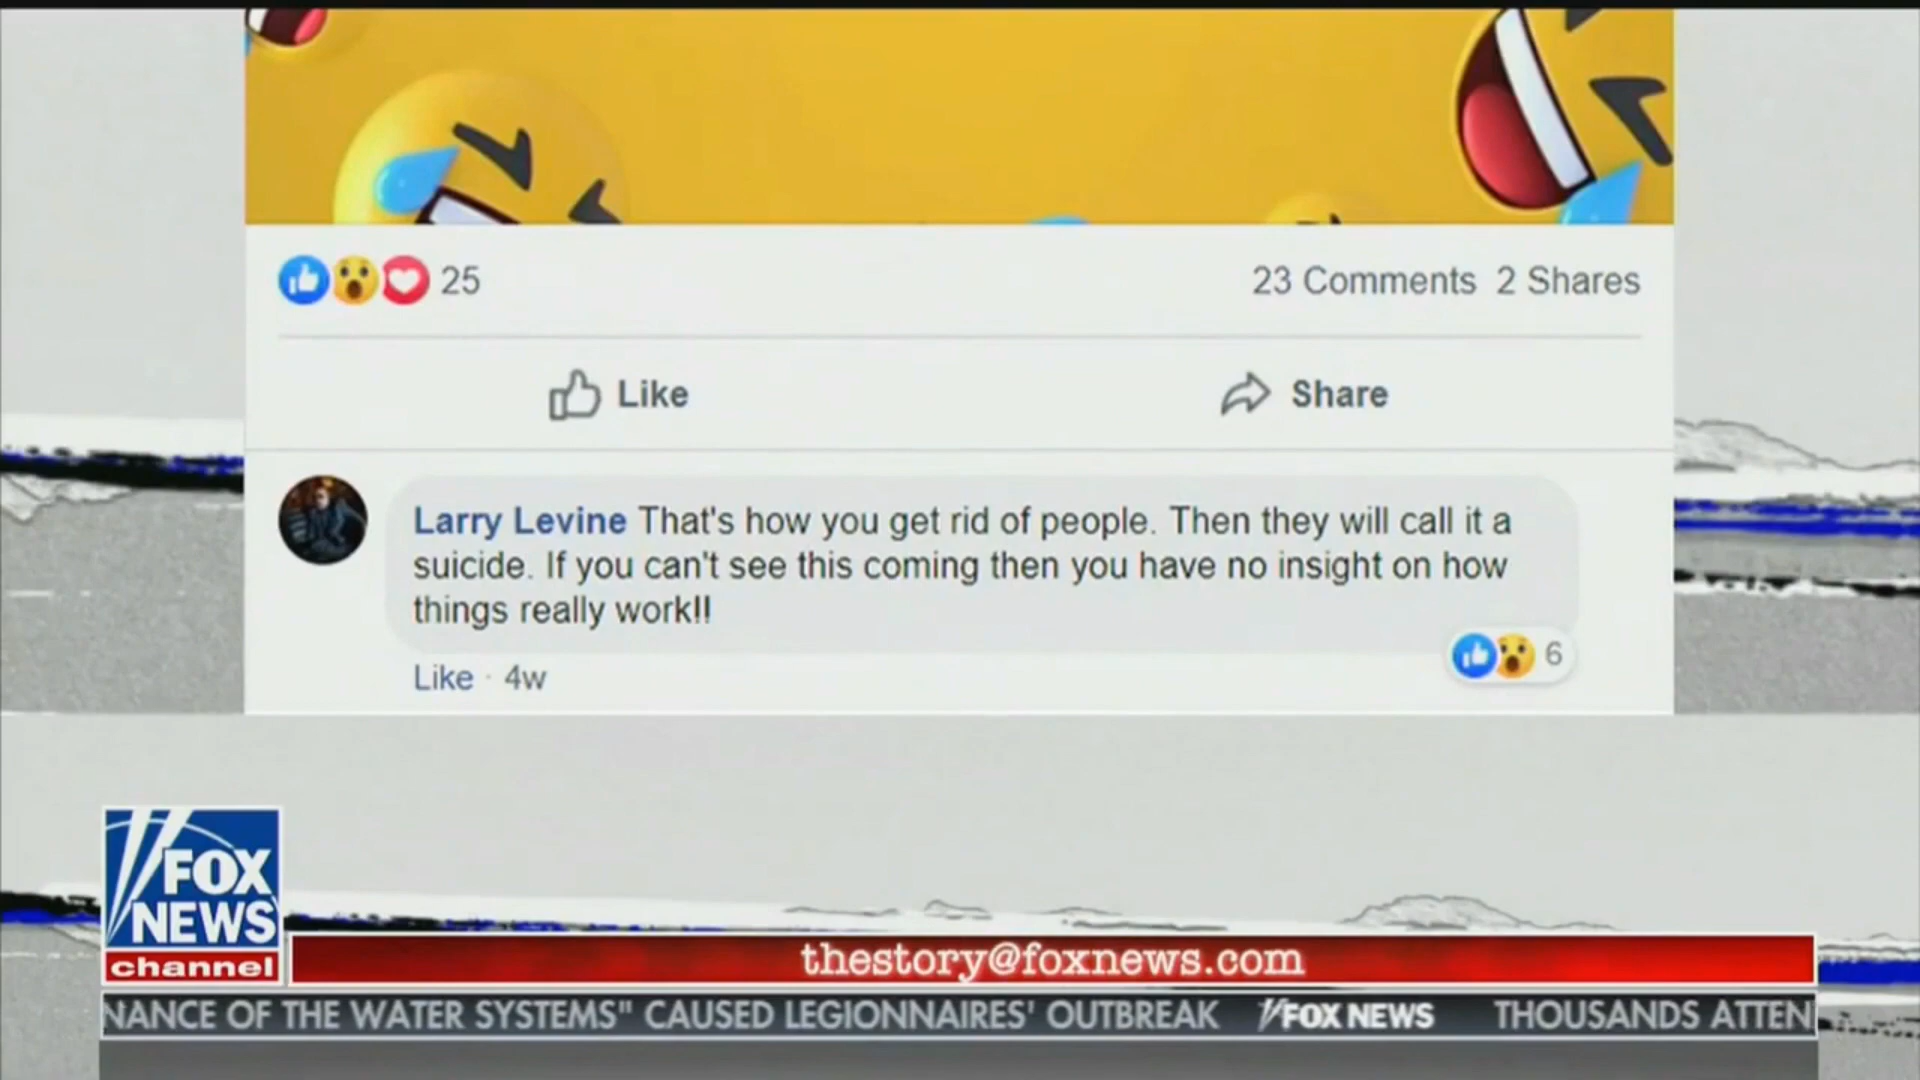 25
23 Comments 2 Shares
Like
Share
Larry Levine That's how you get rid of people. Then they will call it a
suicide. If you can't see this coming then you have no insight on how
things really work!!
6
Like · 4w
FOX
NEWS
channel
thestory@foxnews.com
NANCE OF THE WATER SYSTEMS" CAUSED LEGIONNAIRES' OUTBREAK FOX NEWS THOUSANDS ATTEN